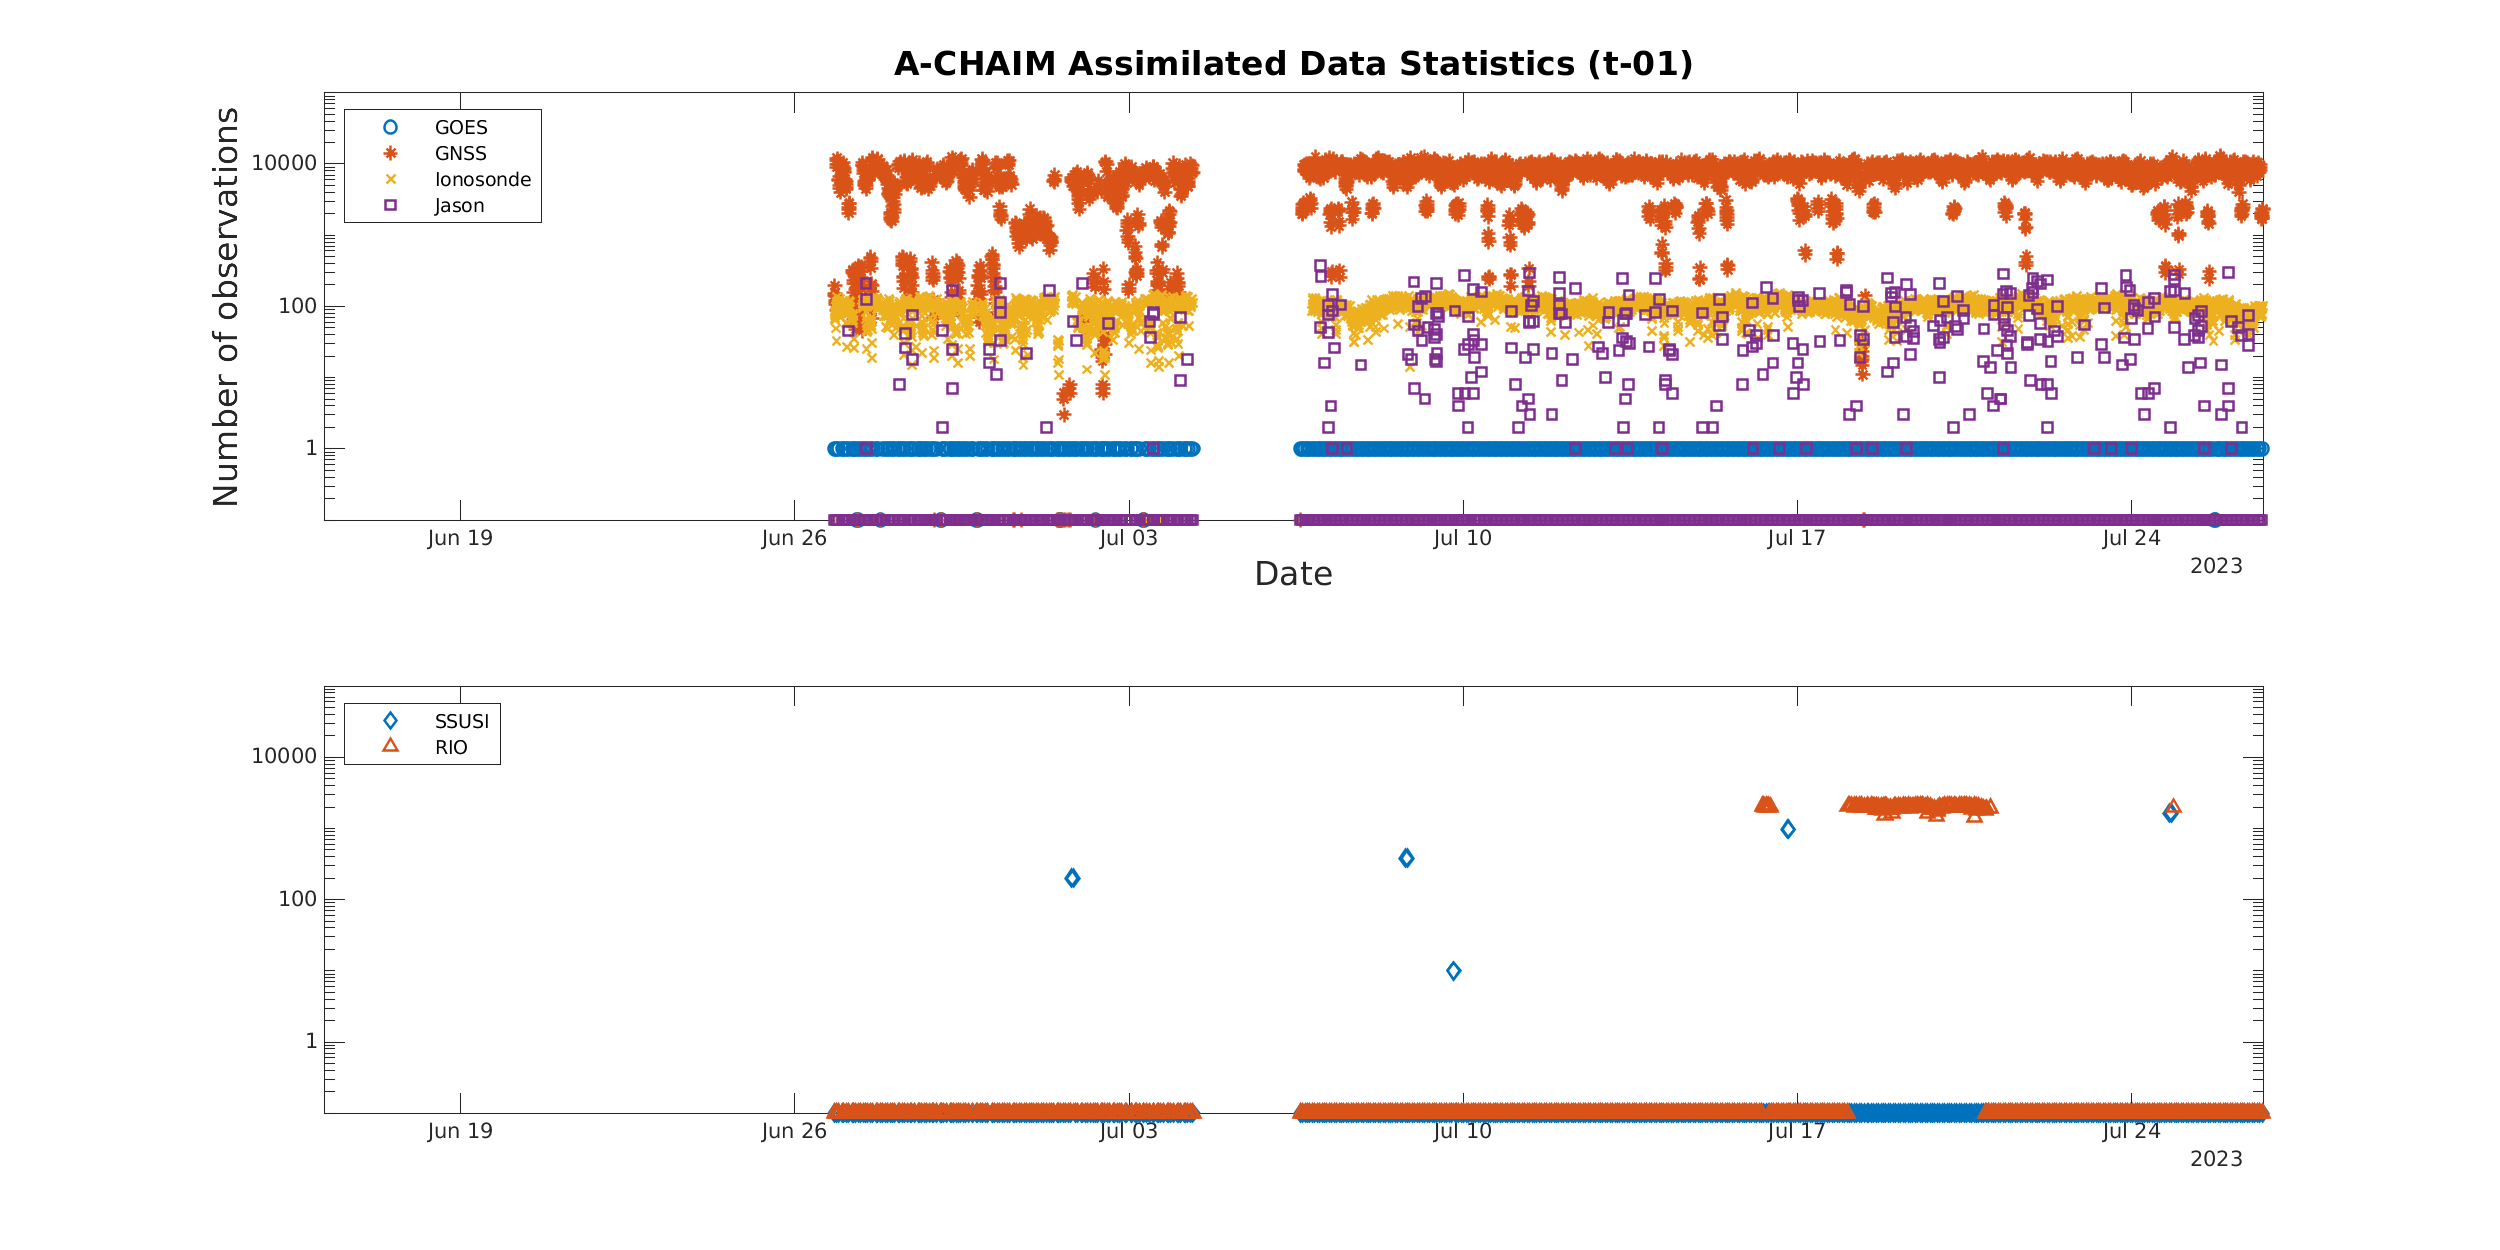 A-CHAIM Assimilated Data Statistics (t-01)
Number of observations
10000
100
1
GOES
GNSS
Ionosonde
Jason
Jun 19 Jun 26 Jul 03 Jul 10 Jul 17 Jul 24
2023
Date
10000
100
1
SSUSI
RIO
Jun 19 Jun 26 Jul 03 Jul 10 Jul 17 Jul 24
2023